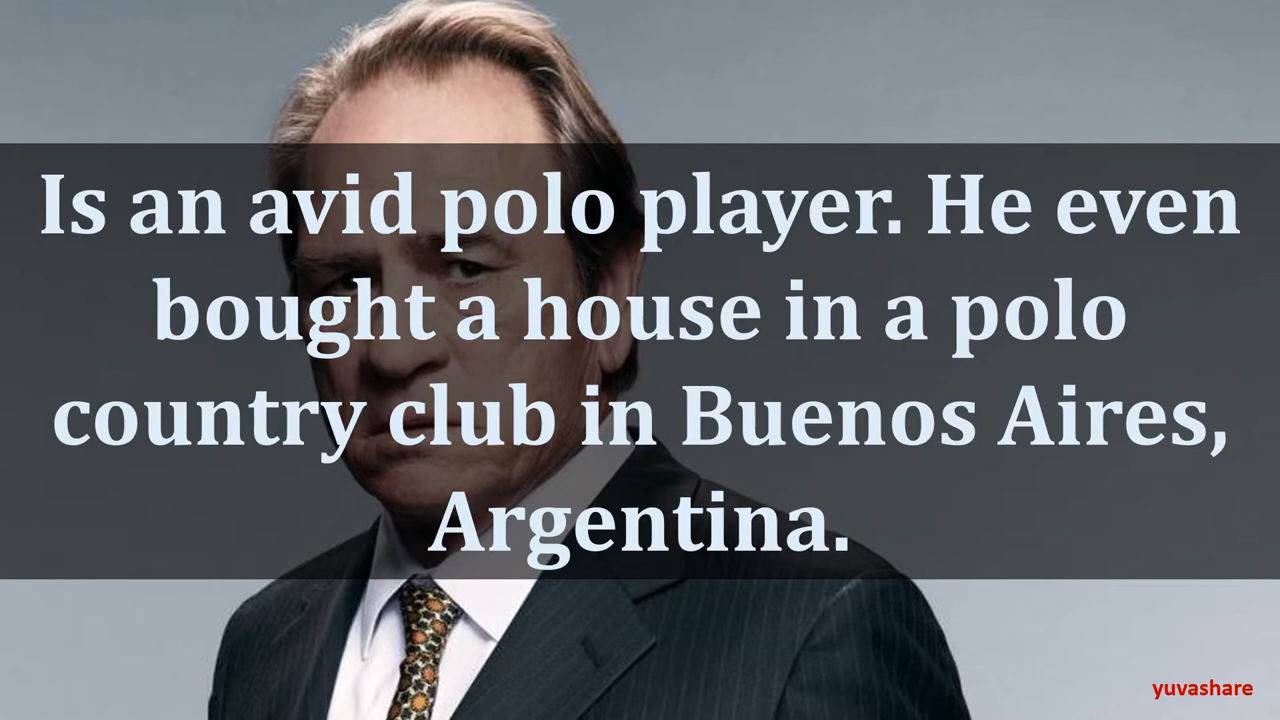 Is an avid polo player. He even
bought a house in a polo
country club in Buenos Aires,
Argentina.
yuvashare